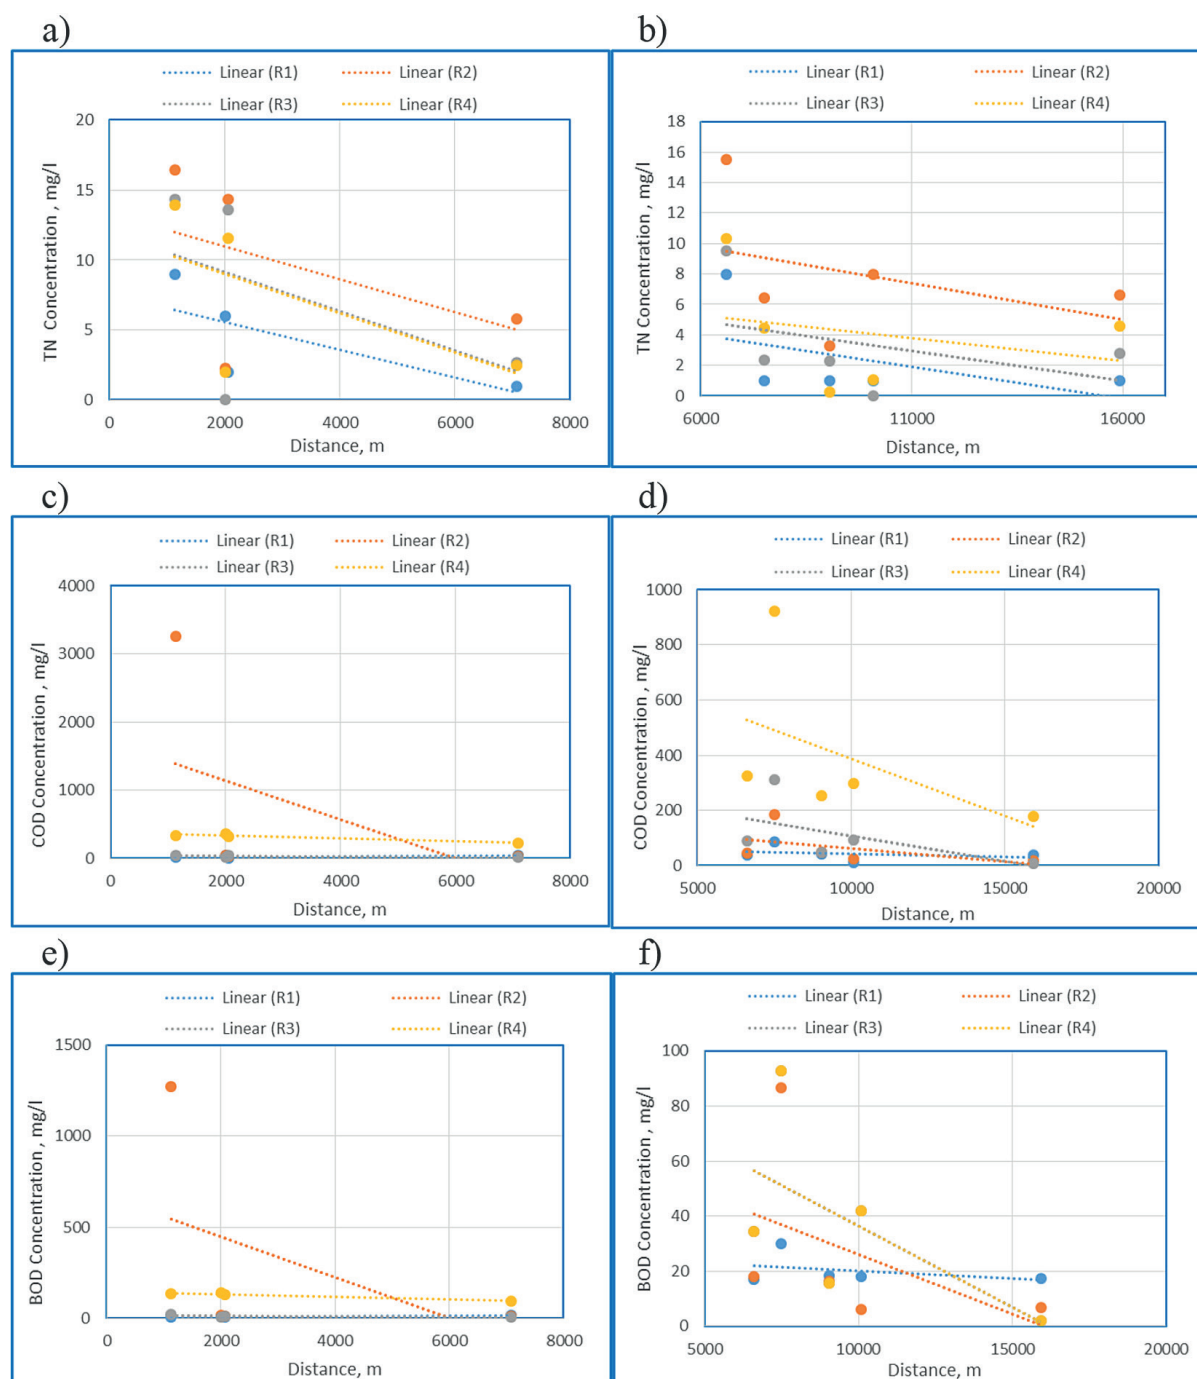 a)
Linear (R1) Linear (R2)
Linear (R3) Linear (R4)
20
15
10
5
0
0 2000 4000 6000 8000
TN Concentration , mg/l
Distance, m
b)
Linear (R1) Linear (R2)
Linear (R3) Linear (R4)
18
16
14
12
10
8
6
4
2
0
6000 11000 16000
TN Concentration , mg/l
Distance, m
c)
Linear (R1) Linear (R2)
Linear (R3) Linear (R4)
4000
3000
2000
1000
0
0 2000 4000 6000 8000
COD Concentration , mg/l
Distance, m
d)
Linear (R1) Linear (R2)
Linear (R3) Linear (R4)
1000
800
600
400
200
0
5000 10000 15000 20000
COD Concentration , mg/l
Distance, m
e)
Linear (R1) Linear (R2)
Linear (R3) Linear (R4)
1500
1000
500
0
0 2000 4000 6000 8000
BOD Concentration , mg/l
Distance, m
f)
Linear (R1) Linear (R2)
Linear (R3) Linear (R4)
100
80
60
40
20
0
5000 10000 15000 20000
BOD Concentration , mg/l
Distance, m